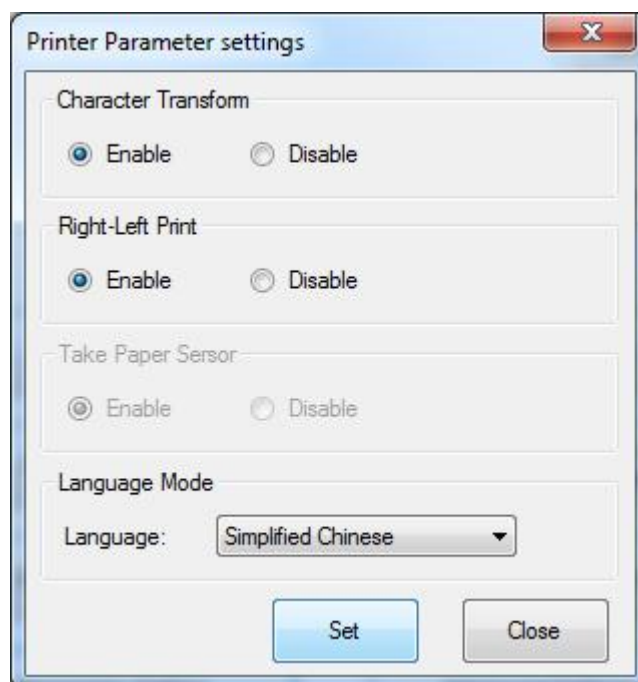 Printer Parameter settings
Character Transform
Enable Disable
Right-Left Print
Enable Disable
Take Paper Sersor
Enable Disable
Language Mode
Language: Simplified Chinese
Set Close